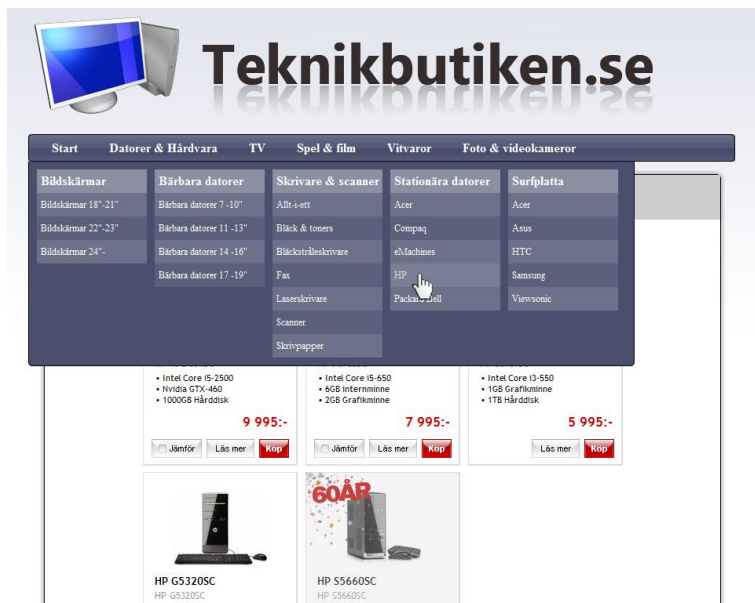 Teknikbutiken.se
Start Datorer & Hårdvara TV Spel & film Vitvaror Foto & videokameror
Bildskärmar
Bildskärmar 18"-21"
Bildskärmar 22"-23"
Bildskärmar 24"-
Bärbara datorer
Bärbara datorer 7 -10"
Bärbara datorer 11 -13"
Bärbara datorer 14 -16"
Bärbara datorer 17 -19"
Skrivare & scanner
Allt-i-ett
Bläck & toners
Bläckstråleskrivare
Fax
Laserskrivare
Scanner
Skrivpapper
Stationära datorer
Acer
Compaq
eMachines
HP
Packard Bell
Surfplatta
Acer
Asus
HTC
Samsung
Viewsonic
• Intel Core i5-2500
• Nvidia GTX-460
• 1000GB Hårddisk
9 995:-
Jämför Läs mer Köp
• Intel Core i5-650
• 6GB internminne
• 2GB Grafikminne
7 995:-
Jämför Läs mer Köp
• Intel Core i3-550
• 1GB Grafikminne
• 1TB Hårddisk
5 995:-
Läs mer Köp
HP G5320SC
HP G5320SC
60ÅR
HP S5660SC
HP S5660SC